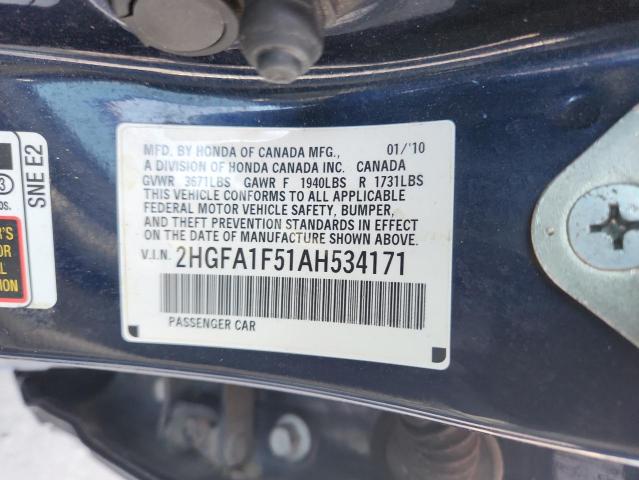 MFD. BY HONDA OF CANADA MFG., 01/'10
A DIVISION OF HONDA CANADA INC. CANADA
GVWR 3671LBS GAWR F 1940LBS R 1731LBS
THIS VEHICLE CONFORMS TO ALL APPLICABLE
FEDERAL MOTOR VEHICLE SAFETY, BUMPER,
AND THEFT PREVENTION STANDARDS IN EFFECT
ON THE DATE OF MANUFACTURE SHOWN ABOVE.
V.I.N. 2HGFA1F51AH534171
PASSENGER CAR
SNE E2